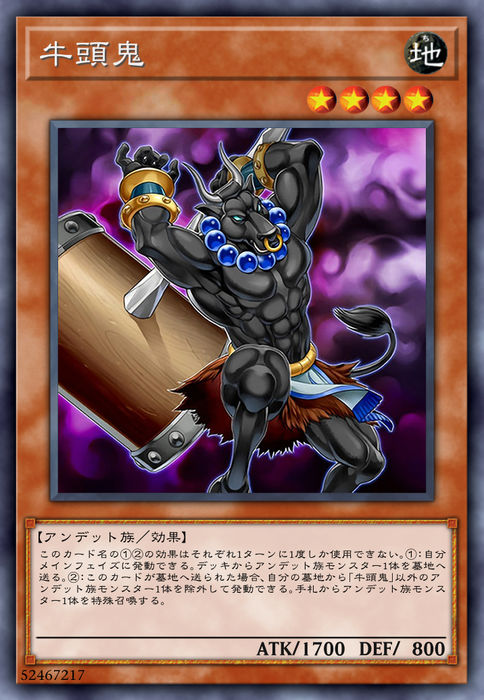 牛頭鬼
ち
地
【アンデット族／効果】
このカード名の①②の効果はそれぞれ1ターンに1度しか使用できない。①：自分
メインフェイズに発動できる。デッキからアンデット族モンスター1体を墓地へ
送る。②：このカードが墓地へ送られた場合、自分の墓地から「牛頭鬼」以外のア
ンデット族モンスター1体を除外して発動できる。手札からアンデット族モンス
ター1体を特殊召喚する。
ATK/1700 DEF/ 800
52467217